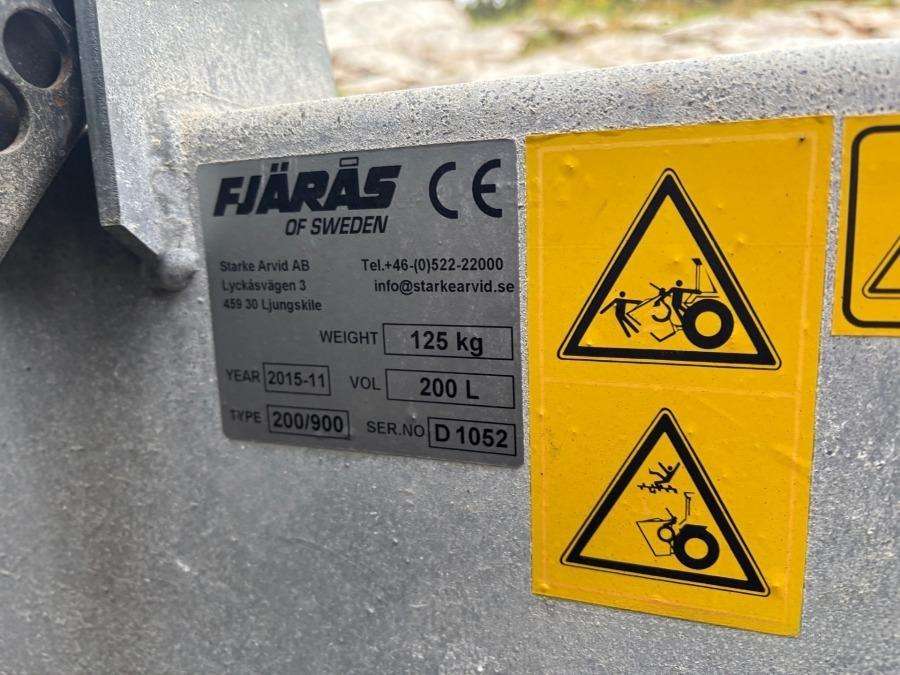 FJÄRÅS CE
OF SWEDEN
Starke Arvid AB Tel.+46-(0)522-22000
Lyckåsvägen 3 info@starkearvid.se
459 30 Ljungskile
WEIGHT 125 kg
YEAR 2015-11 VOL 200 L
TYPE 200/900 SER.NO D 1052